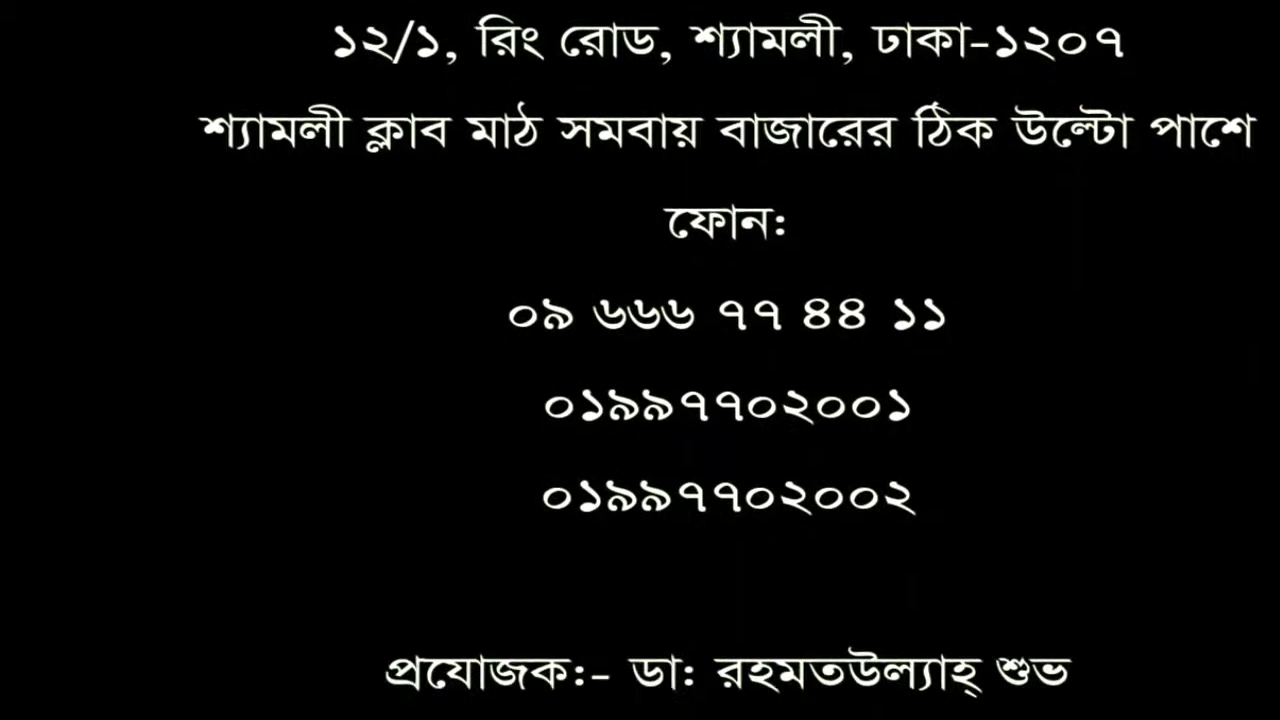 ১২/১, রিং রোড, শ্যামলী, ঢাকা-১২০৭
শ্যামলী ক্লাব মাঠ সমবায় বাজারের ঠিক উল্টো পাশে
ফোন:
০৯ ৬৬৬ ৭৭ ৪৪ ১১
০১৯৯৭৭০২০০১
০১৯৯৭৭০২০০২
প্রযোজক:- ডা: রহমতউল্যাহ্ শুভ